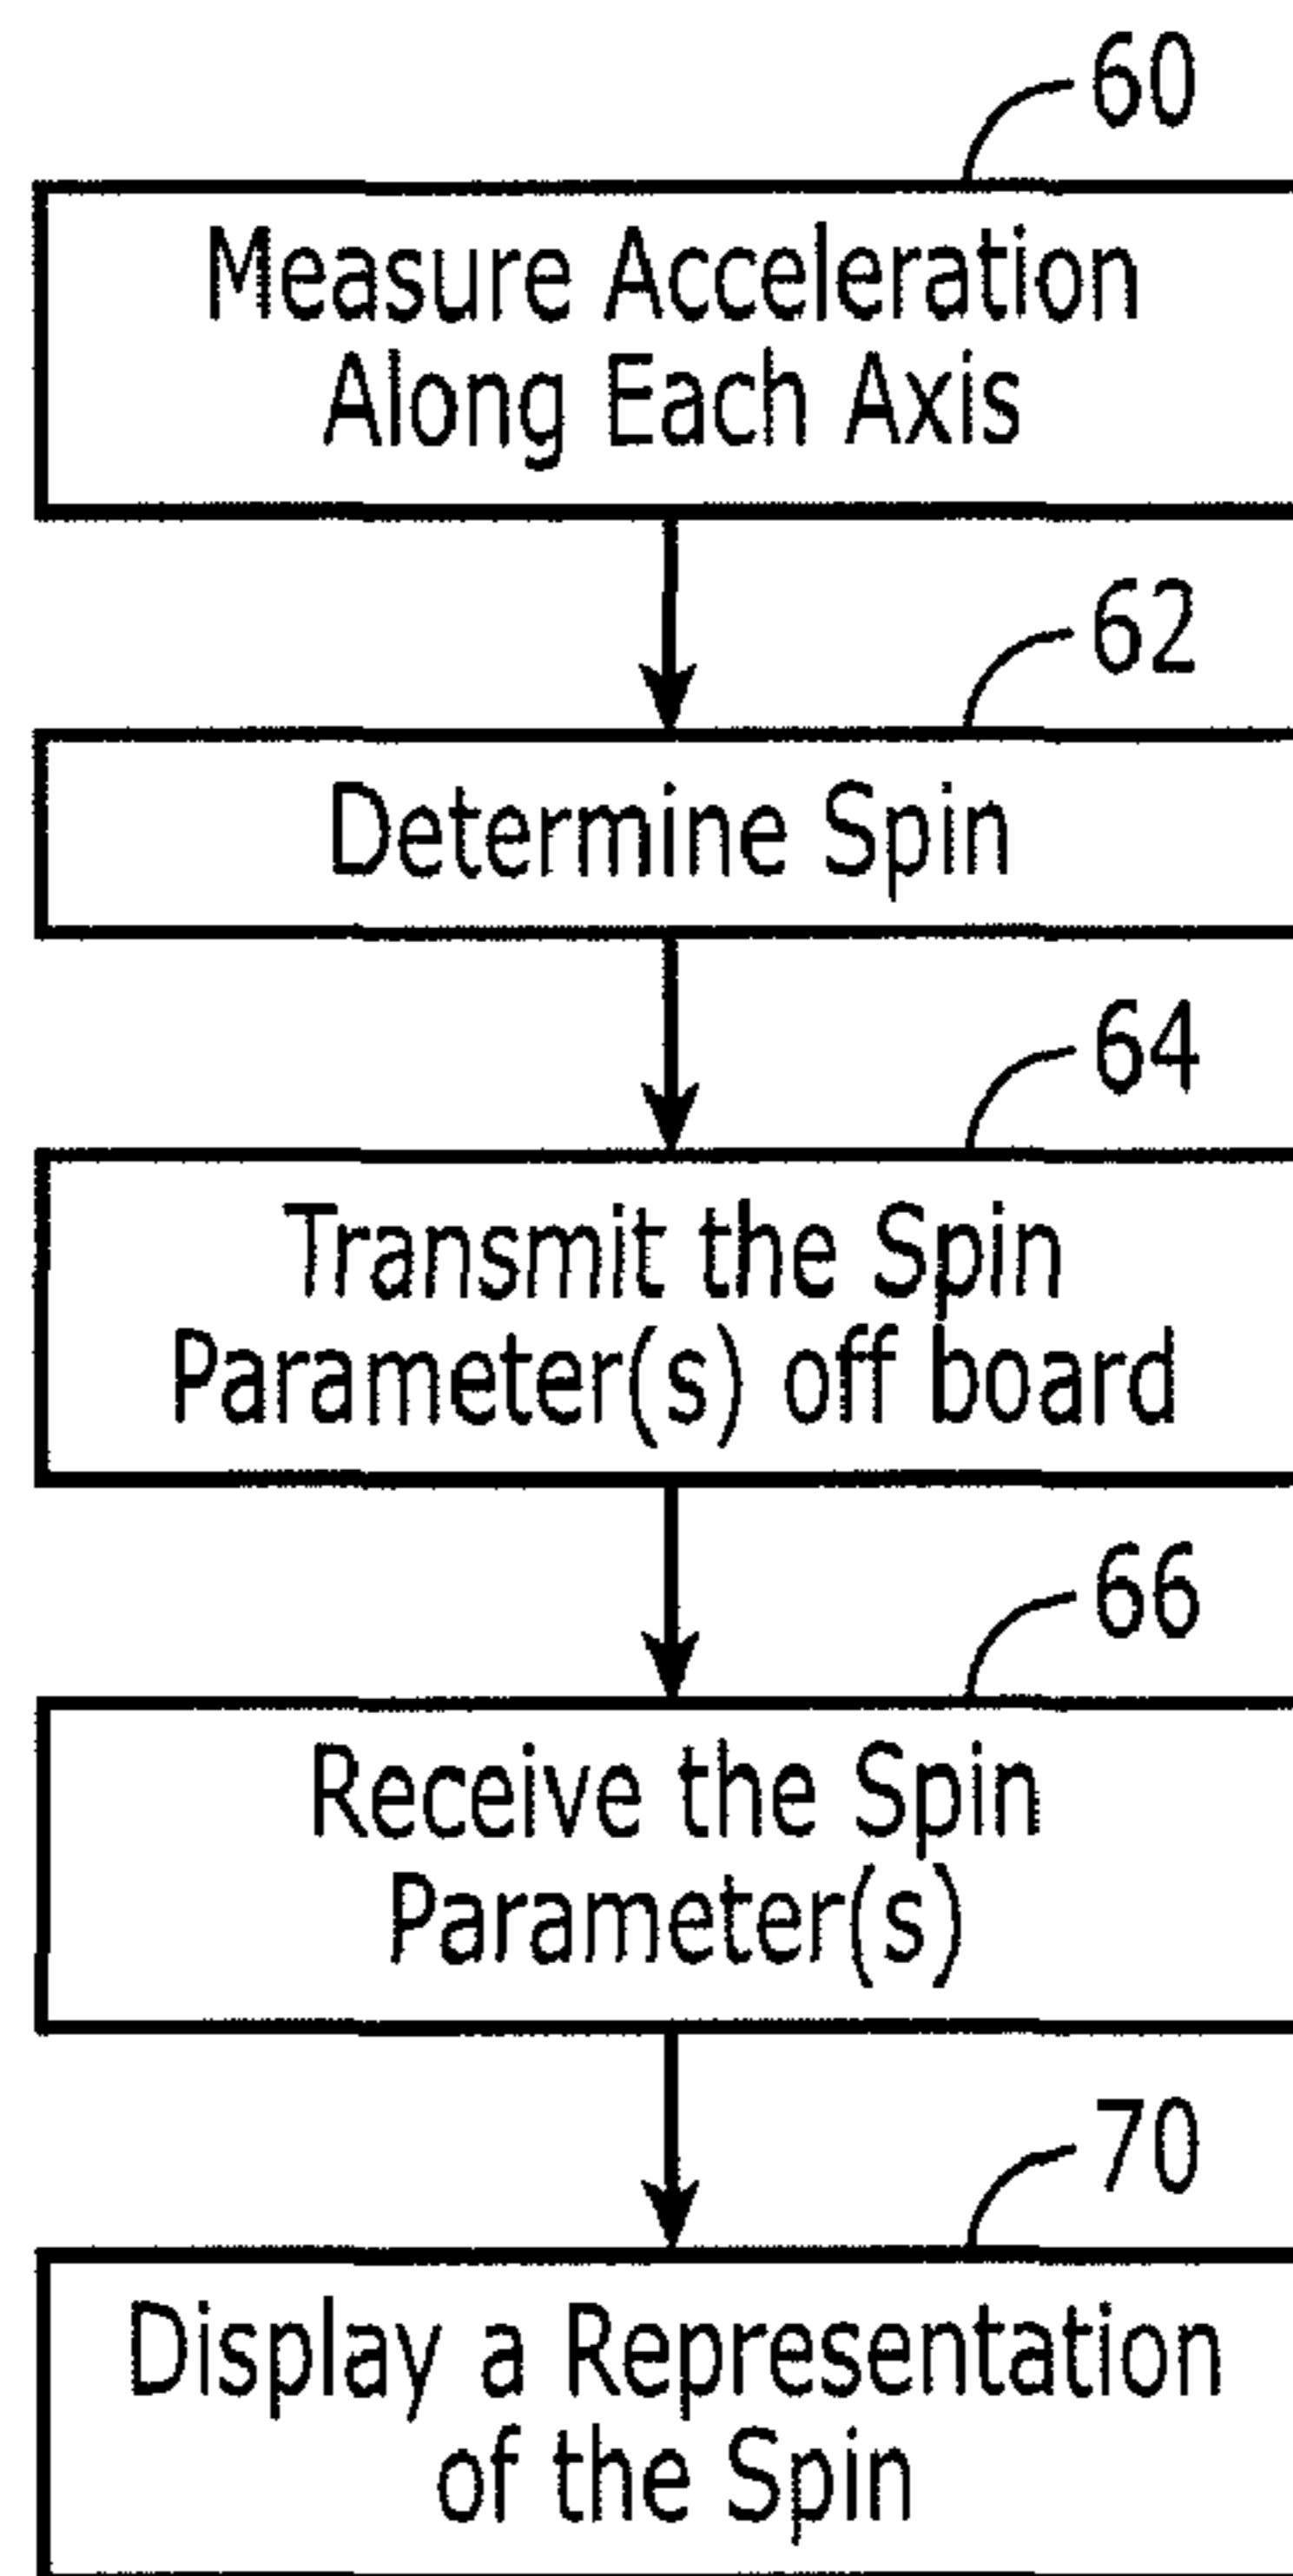 60
Measure Acceleration
Along Each Axis
62
Determine Spin
64
Transmit the Spin
Parameter(s) off board
66
Receive the Spin
Parameter(s)
70
Display a Representation
of the Spin